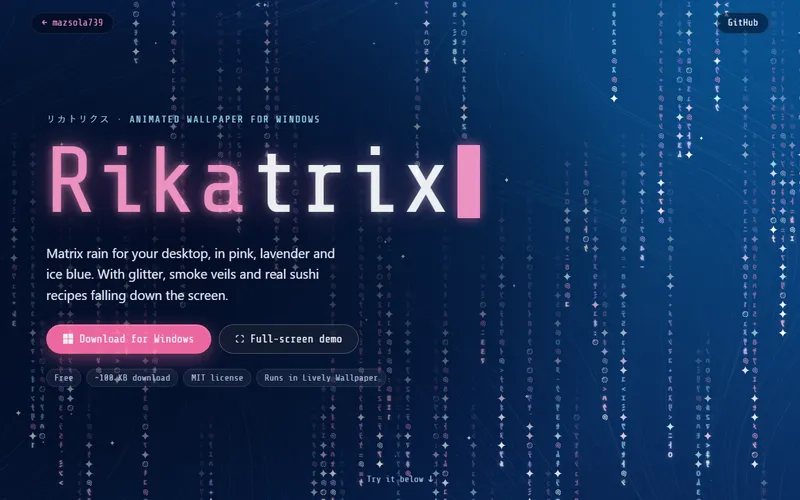 ← mazsola739
GitHub
リカトリクス · ANIMATED WALLPAPER FOR WINDOWS
Rikatrix
Matrix rain for your desktop, in pink, lavender and
ice blue. With glitter, smoke veils and real sushi
recipes falling down the screen.
Download for Windows
Full-screen demo
Free
~100 KB download
MIT license
Runs in Lively Wallpaper
Try it below ↓